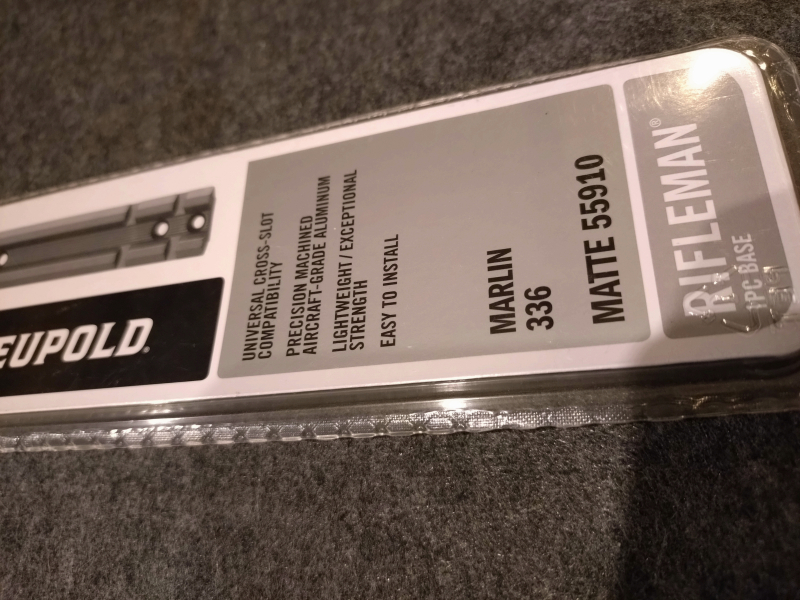 RIFLEMAN®
1PC BASE
MATTE 55910
MARLIN
336
UNIVERSAL CROSS-SLOT
COMPATIBILITY
PRECISION MACHINED
AIRCRAFT-GRADE ALUMINUM
LIGHTWEIGHT / EXCEPTIONAL
STRENGTH
EASY TO INSTALL
EUPOLD®